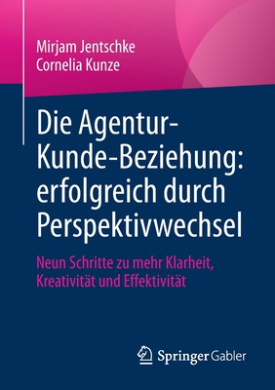 Mirjam Jentschke
Cornelia Kunze
Die Agentur-
Kunde-Beziehung:
erfolgreich durch
Perspektivwechsel
Neun Schritte zu mehr Klarheit,
Kreativität und Effektivität
Springer Gabler